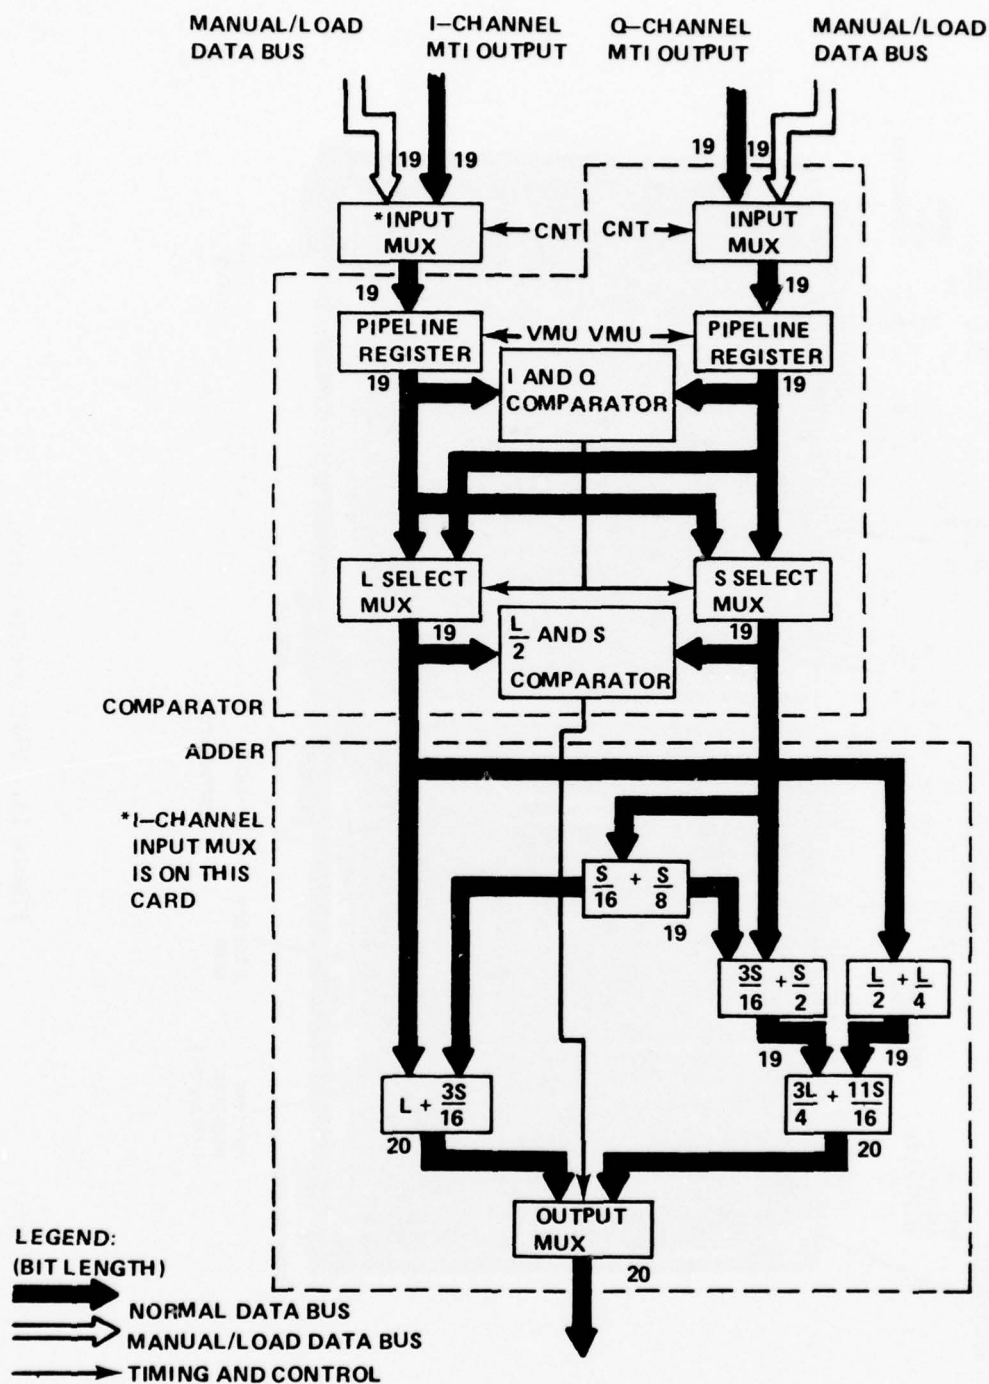 MANUAL/LOAD
DATA BUS
I-CHANNEL
MTI OUTPUT
Q-CHANNEL
MTI OUTPUT
MANUAL/LOAD
DATA BUS
19
19
19
19
*INPUT
MUX
CNT
CNT
INPUT
MUX
19
19
PIPELINE
REGISTER
VMU
VMU
PIPELINE
REGISTER
19
19
I AND Q
COMPARATOR
L SELECT
MUX
S SELECT
MUX
19
19
L/2 AND S
COMPARATOR
COMPARATOR
ADDER
*I-CHANNEL
INPUT MUX
IS ON THIS
CARD
S/16 + S/8
19
3S/16 + S/2
L/2 + L/4
19
19
L + 3S/16
3L/4 + 11S/16
20
20
OUTPUT
MUX
20
LEGEND:
(BIT LENGTH)
NORMAL DATA BUS
MANUAL/LOAD DATA BUS
TIMING AND CONTROL